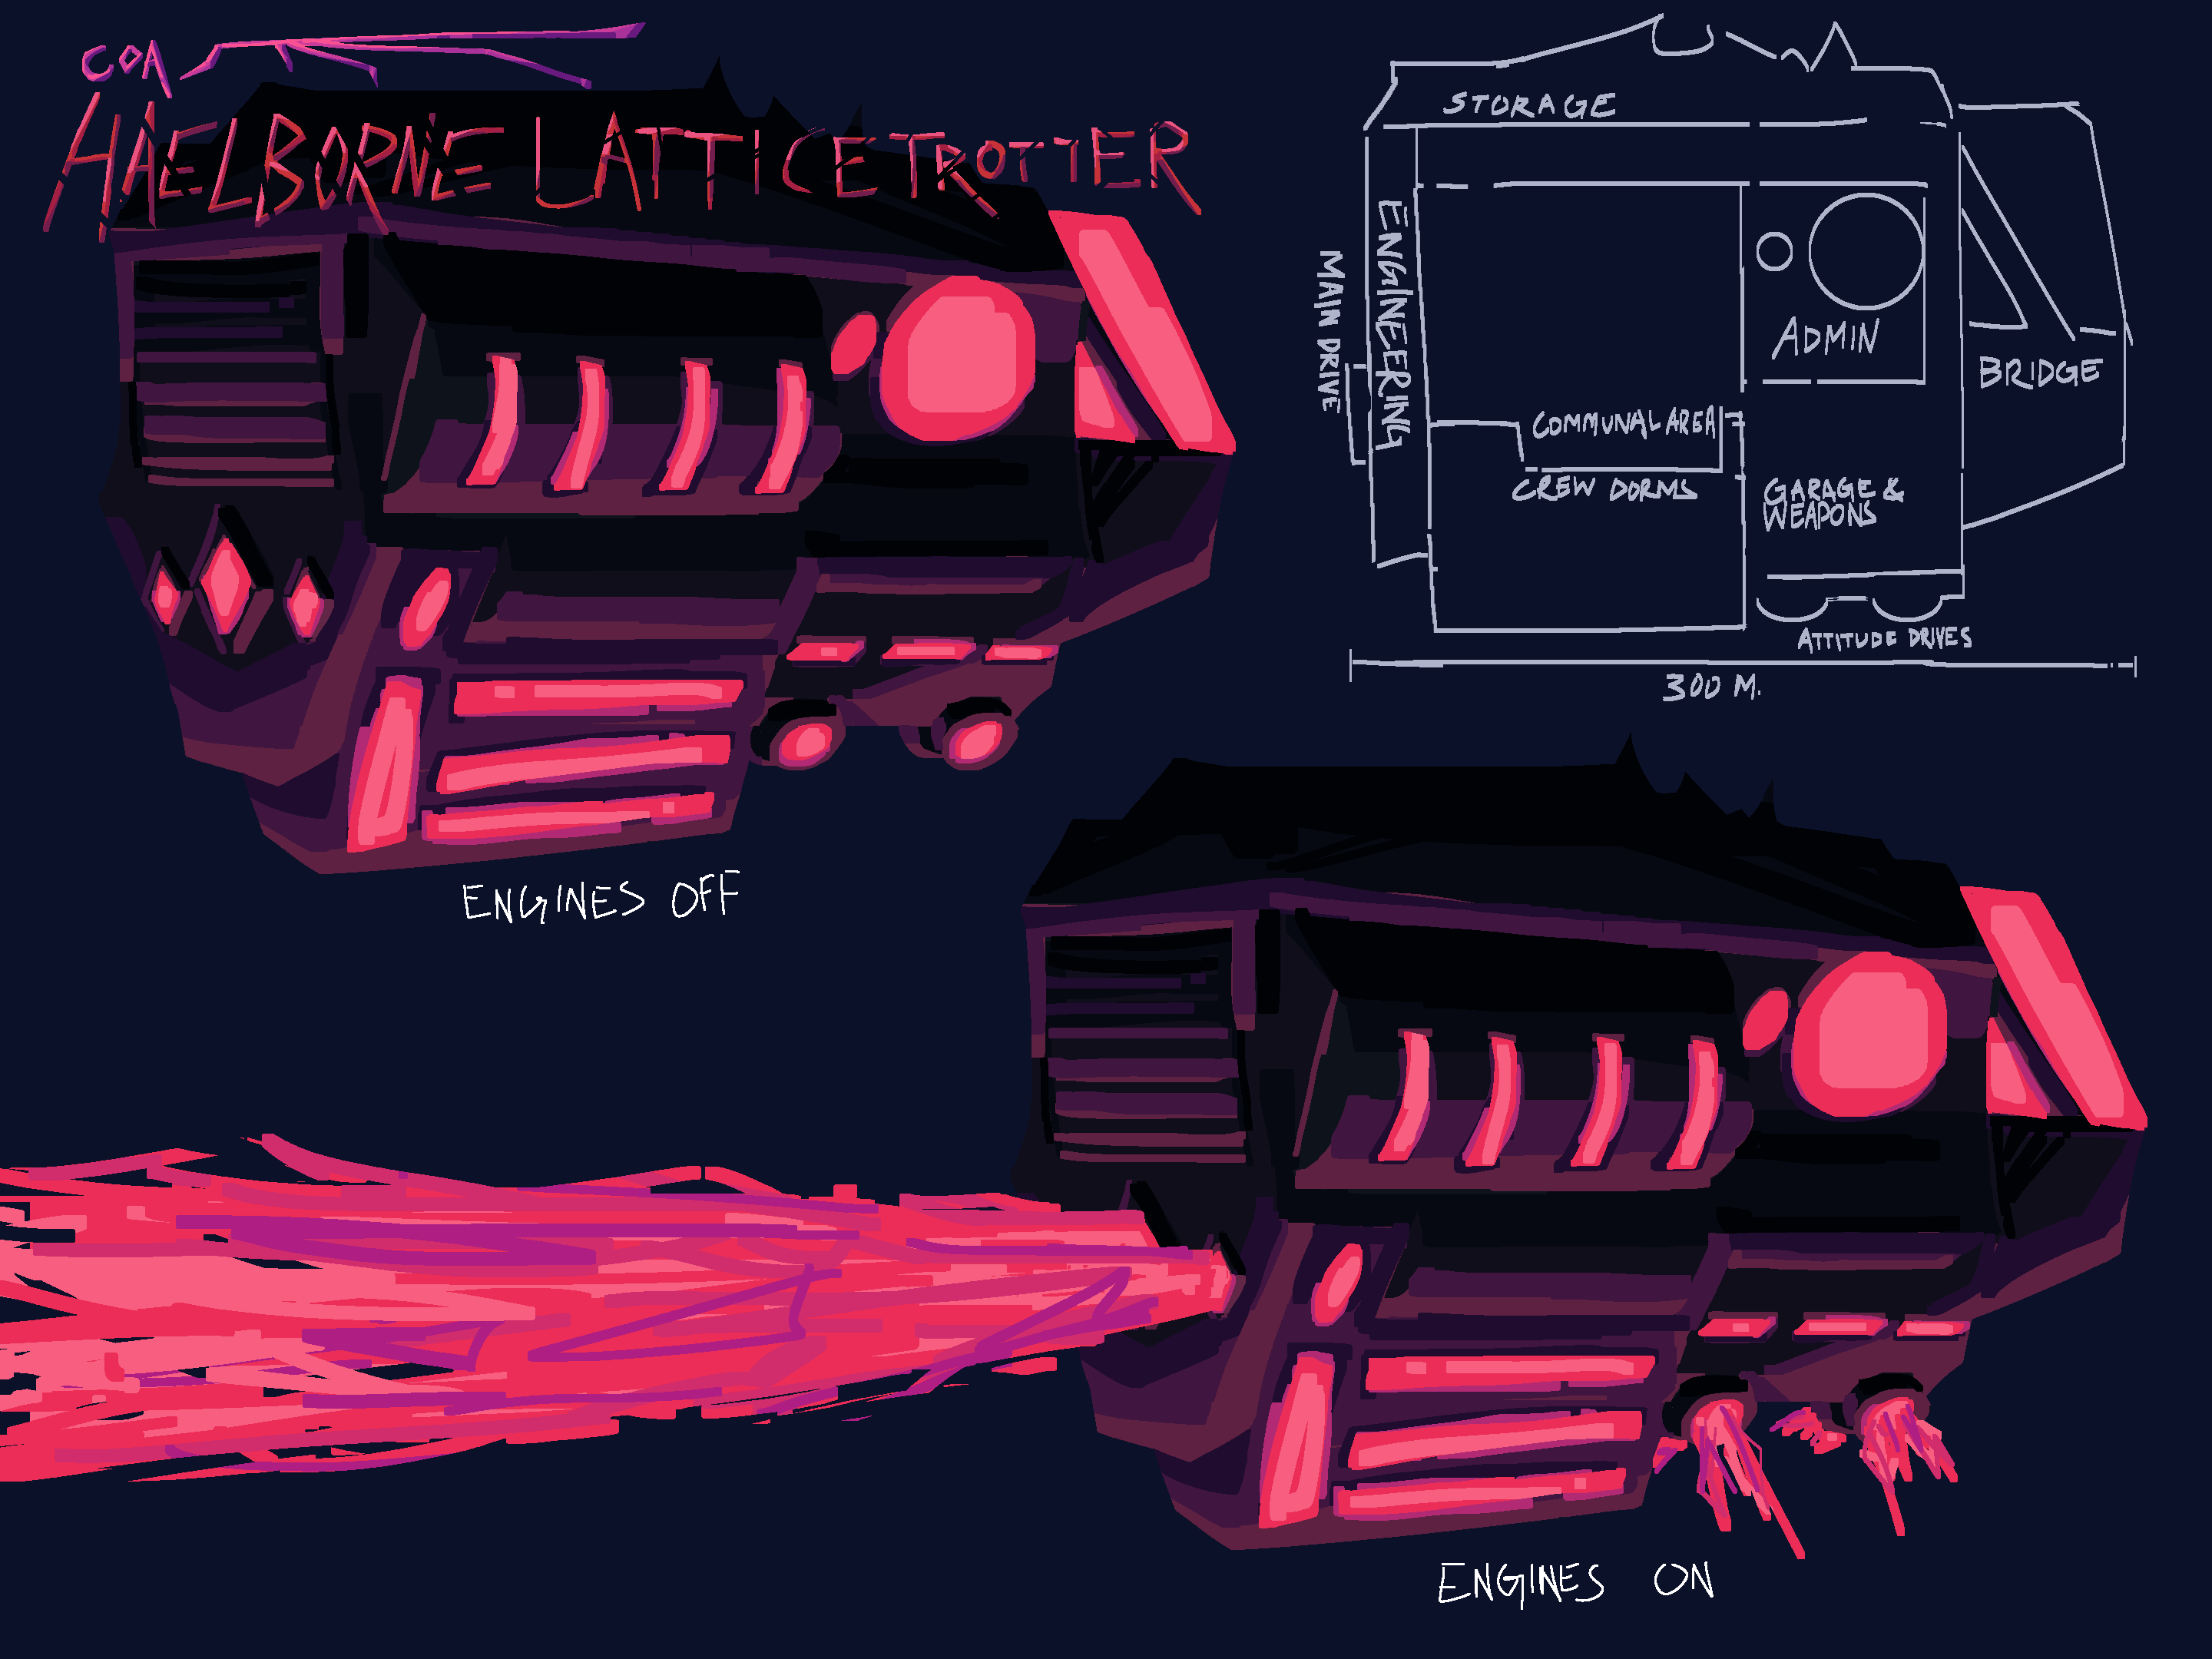 COA
HAELBORNE LATTICETROTTER
STORAGE
ENGINEERING
MAIN DRIVE
ADMIN
BRIDGE
COMMUNAL AREA
CREW DORMS
GARAGE &
WEAPONS
ATTITUDE DRIVES
300 M.
ENGINES OFF
ENGINES ON